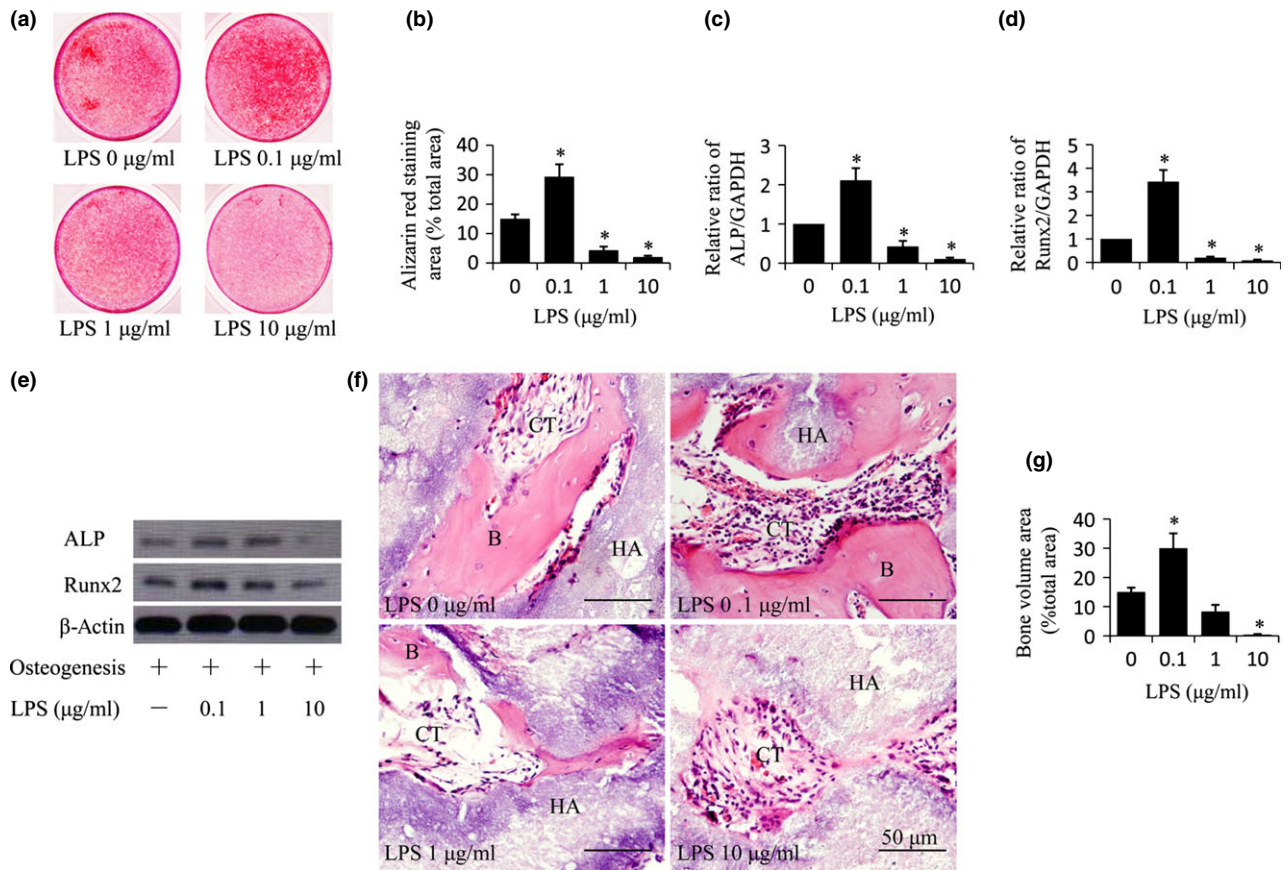 (a)
LPS 0 μg/ml
LPS 0.1 μg/ml
LPS 1 μg/ml
LPS 10 μg/ml
(b)
Alizarin red staining
area (% total area)
40
30
20
10
0
*
*
*
0 0.1 1 10
LPS (μg/ml)
(c)
Relative ratio of
ALP/GAPDH
3
2
1
0
*
*
*
0 0.1 1 10
LPS (μg/ml)
(d)
Relative ratio of
Runx2/GAPDH
5
4
3
2
1
0
*
*
*
0 0.1 1 10
LPS (μg/ml)
(e)
ALP
Runx2
β-Actin
Osteogenesis + + + +
LPS (μg/ml) — 0.1 1 10
(f)
CT
B
HA
LPS 0 μg/ml
HA
CT
B
LPS 0 .1 μg/ml
B
CT
HA
LPS 1 μg/ml
HA
CT
50 μm
LPS 10 μg/ml
(g)
Bone volume area
(%total area)
40
30
20
10
0
*
*
0 0.1 1 10
LPS (μg/ml)